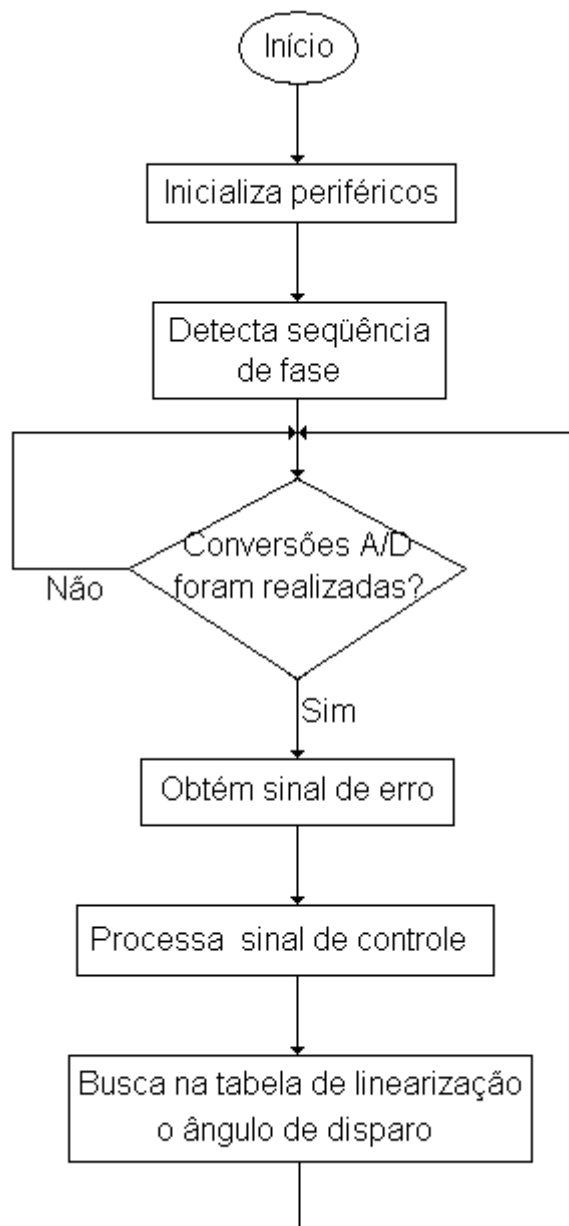 Início
Inicializa periféricos
Detecta seqüência
de fase
Conversões A/D
foram realizadas?
Não
Sim
Obtém sinal de erro
Processa sinal de controle
Busca na tabela de linearização
o ângulo de disparo